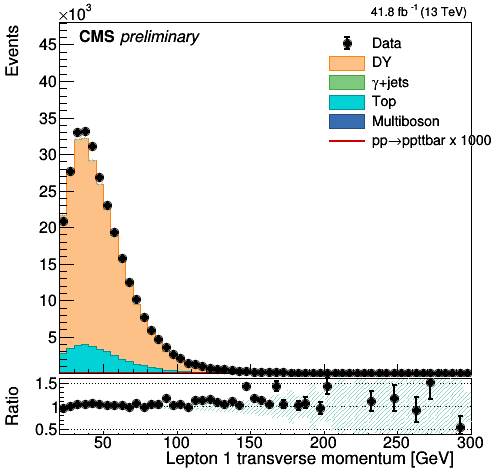 ×10³
41.8 fb⁻¹ (13 TeV)
Events
CMS preliminary
Data
DY
γ+jets
Top
Multiboson
pp→ppttbar x 1000
45
40
35
30
25
20
15
10
5
Ratio
1.5
1
0.5
50 100 150 200 250 300
Lepton 1 transverse momentum [GeV]